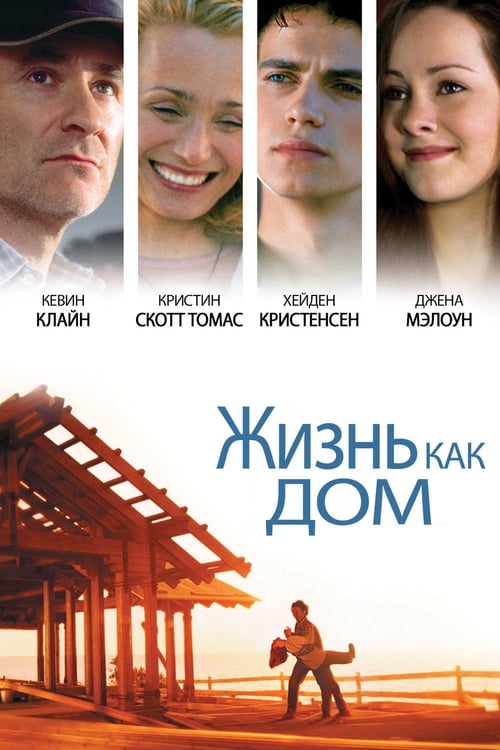 КЕВИН
КЛАЙН
КРИСТИН
СКОТТ ТОМАС
ХЕЙДЕН
КРИСТЕНСЕН
ДЖЕНА
МЭЛОУН
ЖИЗНЬ КАК
ДОМ